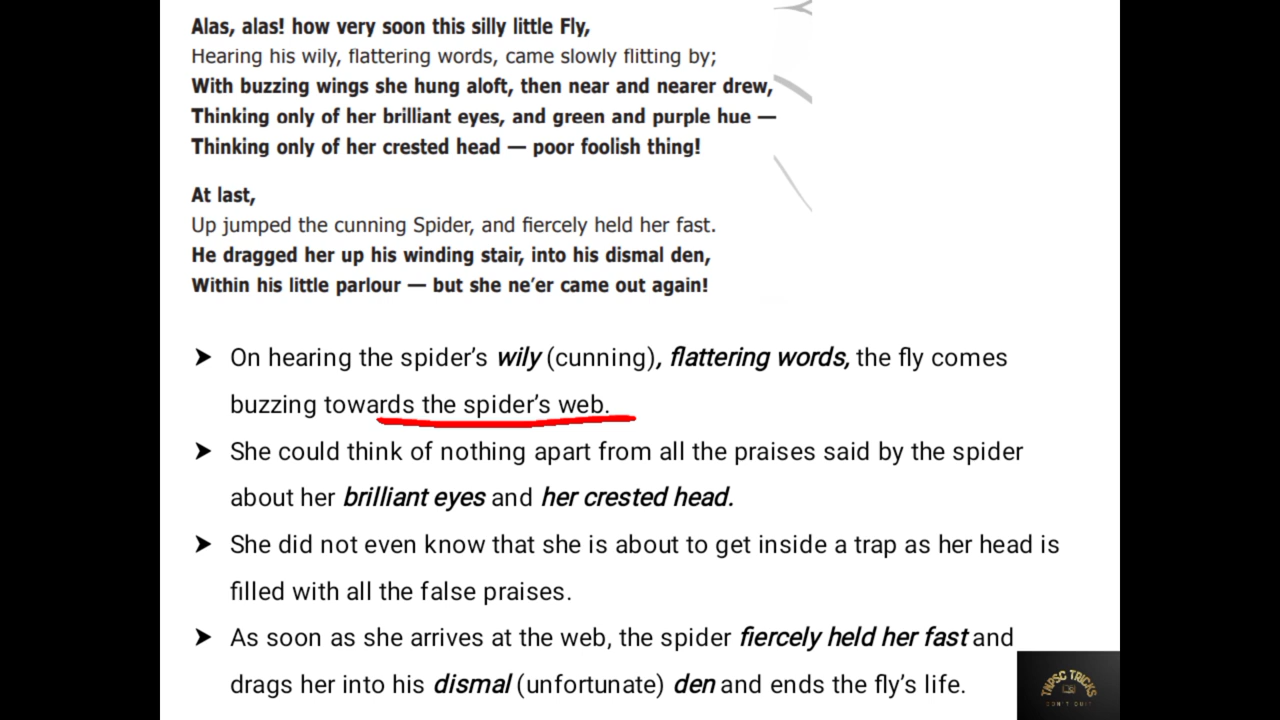 Alas, alas! how very soon this silly little Fly,
Hearing his wily, flattering words, came slowly flitting by;
With buzzing wings she hung aloft, then near and nearer drew,
Thinking only of her brilliant eyes, and green and purple hue —
Thinking only of her crested head — poor foolish thing!
At last,
Up jumped the cunning Spider, and fiercely held her fast.
He dragged her up his winding stair, into his dismal den,
Within his little parlour — but she ne’er came out again!
➤ On hearing the spider’s wily (cunning), flattering words, the fly comes
buzzing towards the spider’s web.
➤ She could think of nothing apart from all the praises said by the spider
about her brilliant eyes and her crested head.
➤ She did not even know that she is about to get inside a trap as her head is
filled with all the false praises.
➤ As soon as she arrives at the web, the spider fiercely held her fast and
drags her into his dismal (unfortunate) den and ends the fly’s life.
TNPSC TRICKS
DON'T QUIT